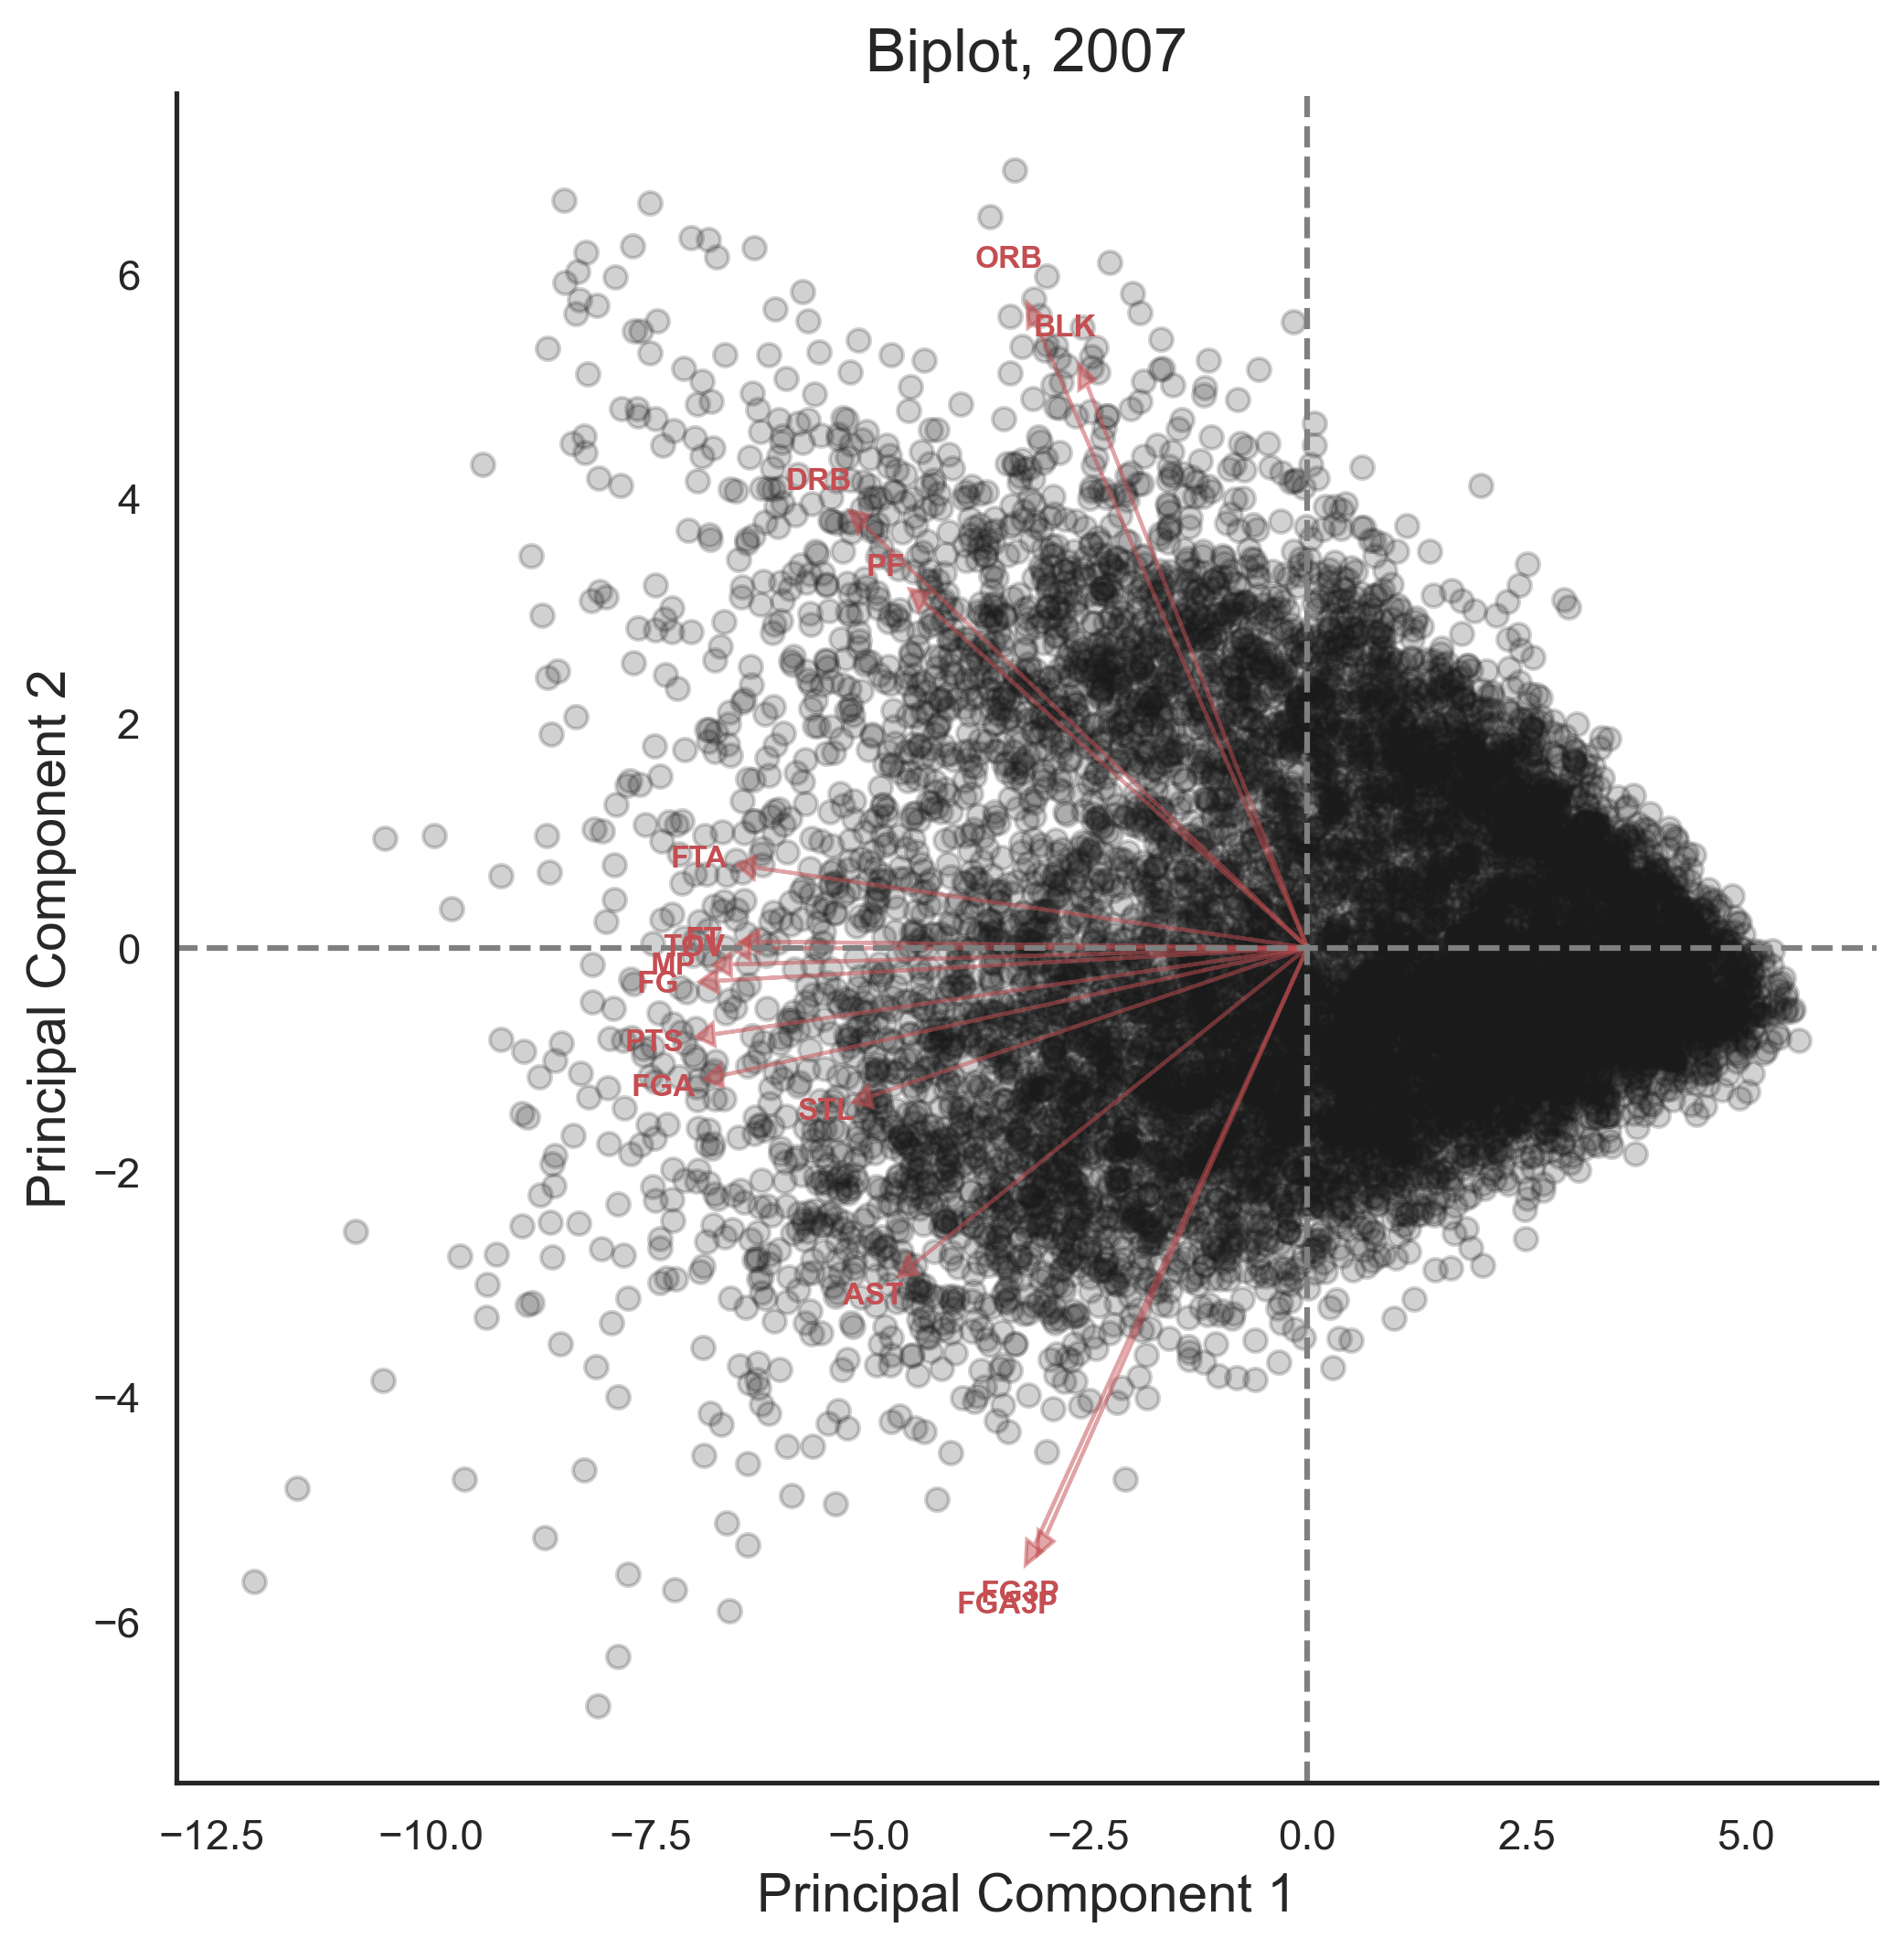 Biplot, 2007
Principal Component 2
6
4
2
0
−2
−4
−6
ORB
BLK
DRB
PF
FTA
FT
TOV
MP
FG
PTS
FGA
STL
AST
FG3P
FGA3P
−12.5 −10.0 −7.5 −5.0 −2.5 0.0 2.5 5.0
Principal Component 1